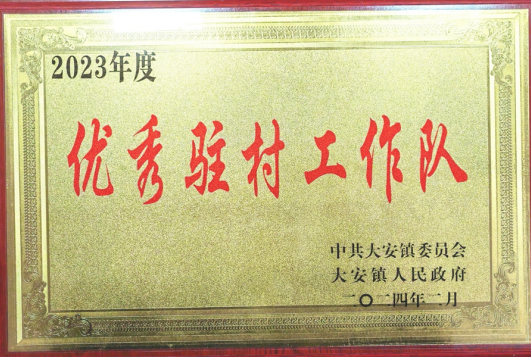 2023年度
优秀驻村工作队
中共大安镇委员会
大安镇人民政府
二〇二四年二月